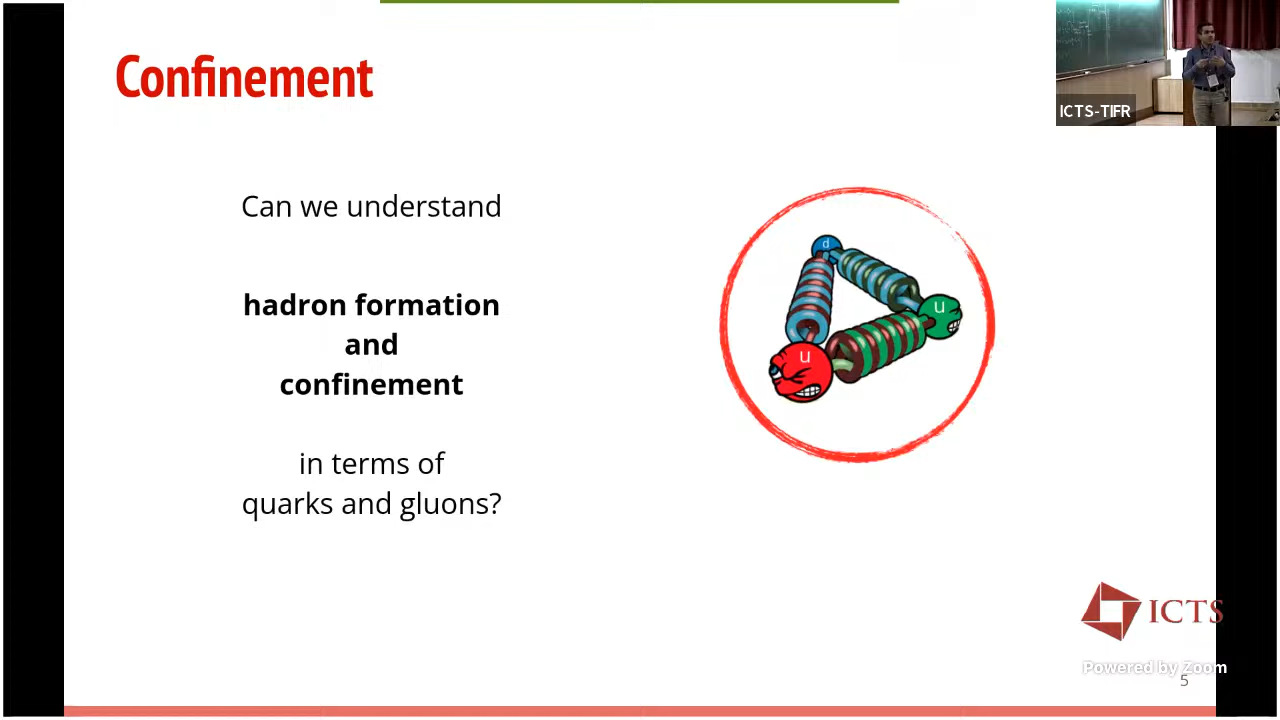 Confinement
ICTS-TIFR
Can we understand
hadron formation
and
confinement
in terms of
quarks and gluons?
d
u
u
ICTS
Powered by Zoom
5